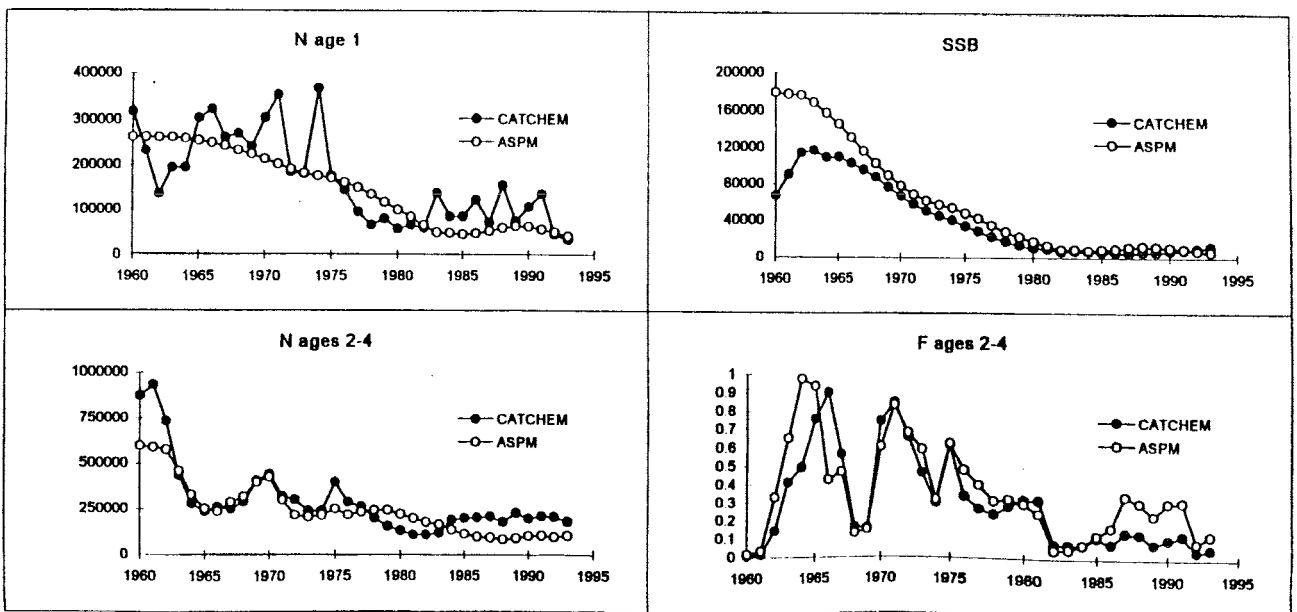 N age 1
400000
300000
200000
100000
0
1960 1965 1970 1975 1980 1985 1990 1995
CATCHEM
ASPM
SSB
200000
160000
120000
80000
40000
0
1960 1965 1970 1975 1980 1985 1990 1995
CATCHEM
ASPM
N ages 2-4
1000000
750000
500000
250000
0
1960 1965 1970 1975 1980 1985 1990 1995
CATCHEM
ASPM
F ages 2-4
1
0.9
0.8
0.7
0.6
0.5
0.4
0.3
0.2
0.1
0
1960 1965 1970 1975 1980 1985 1990 1995
CATCHEM
ASPM